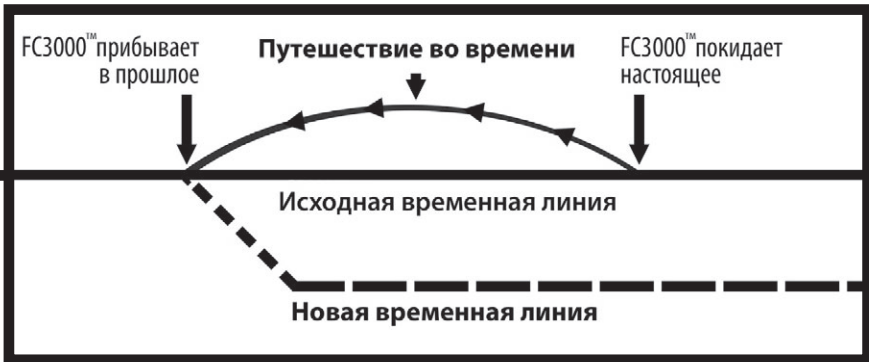 FC3000™ прибывает
в прошлое
Путешествие во времени
FC3000™ покидает
настоящее
Исходная временная линия
Новая временная линия